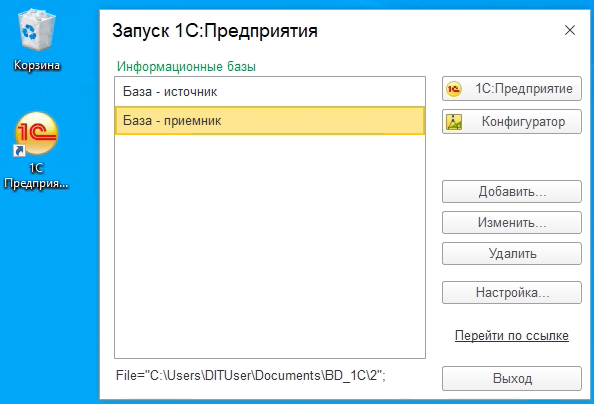 Корзина
1С
Предприя...
Запуск 1С:Предприятия
Информационные базы
База - источник
База - приемник
1С:Предприятие
Конфигуратор
Добавить...
Изменить...
Удалить
Настройка...
Перейти по ссылке
Выход
File="C:\Users\DITUser\Documents\BD_1C\2";